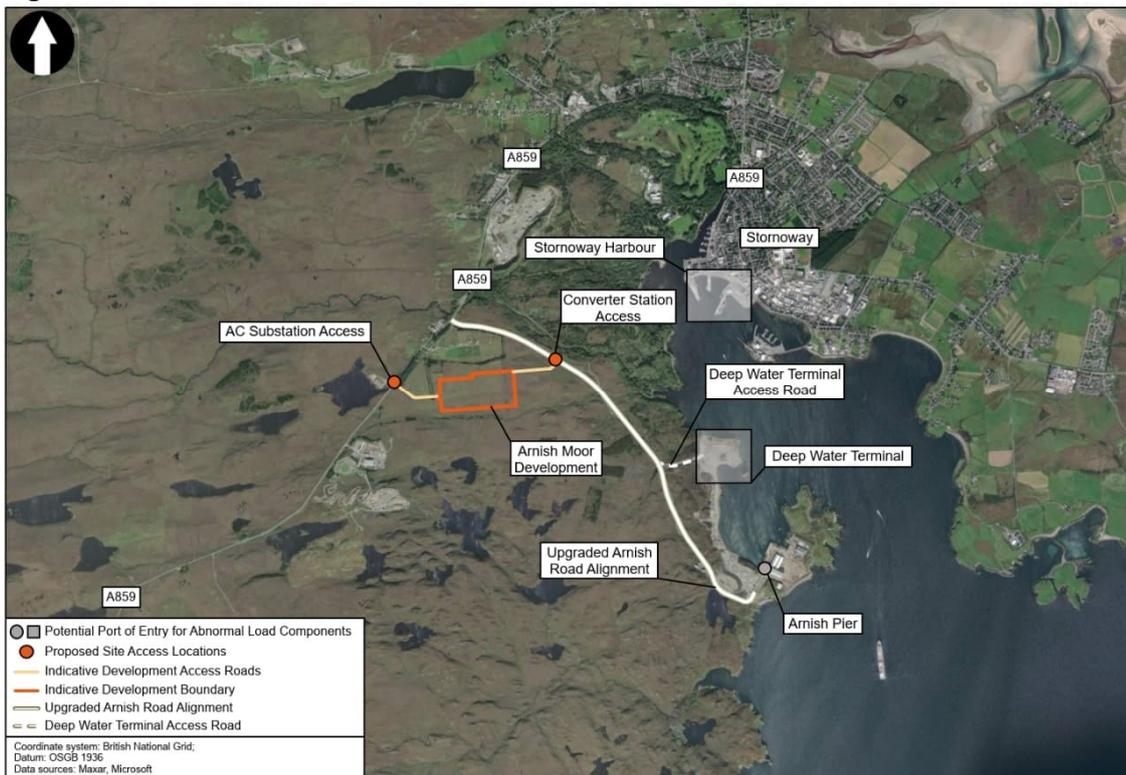 A859
A859
Stornoway
Stornoway Harbour
A859
Converter Station
Access
AC Substation Access
Deep Water Terminal
Access Road
Arnish Moor
Development
Deep Water Terminal
Upgraded Arnish
Road Alignment
A859
Arnish Pier
Potential Port of Entry for Abnormal Load Components
Proposed Site Access Locations
Indicative Development Access Roads
Indicative Development Boundary
Upgraded Arnish Road Alignment
Deep Water Terminal Access Road
Coordinate system: British National Grid;
Datum: OSGB 1936
Data sources: Maxar, Microsoft